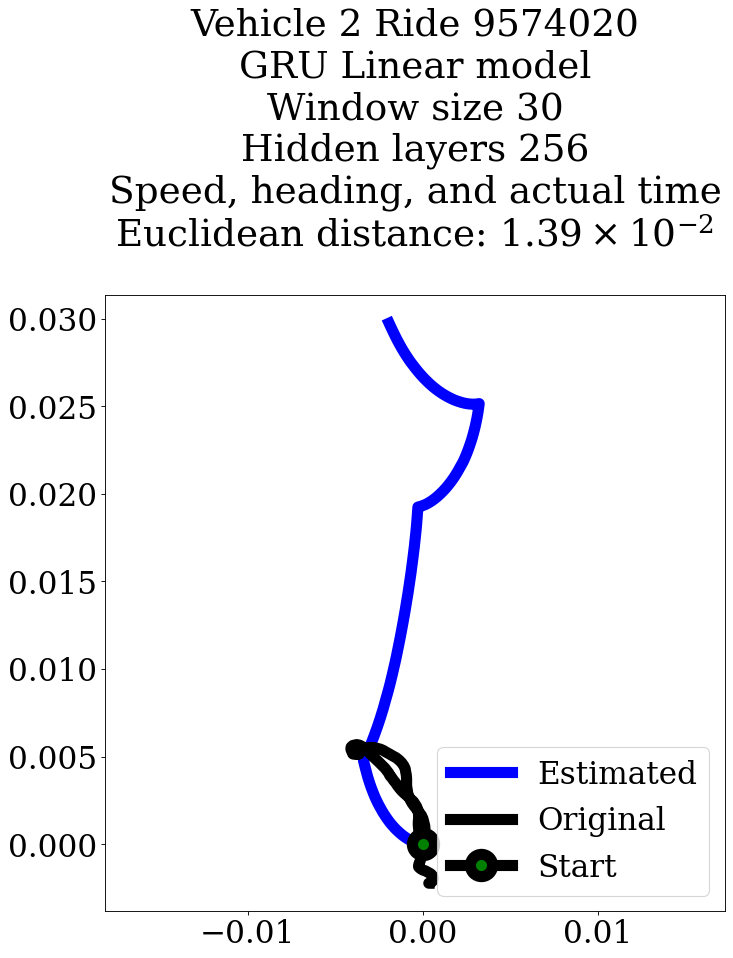 Vehicle 2 Ride 9574020
GRU Linear model
Window size 30
Hidden layers 256
Speed, heading, and actual time
Euclidean distance: 1.39 × 10⁻²
0.030
0.025
0.020
0.015
0.010
0.005
0.000
Estimated
Original
Start
−0.01
0.00
0.01